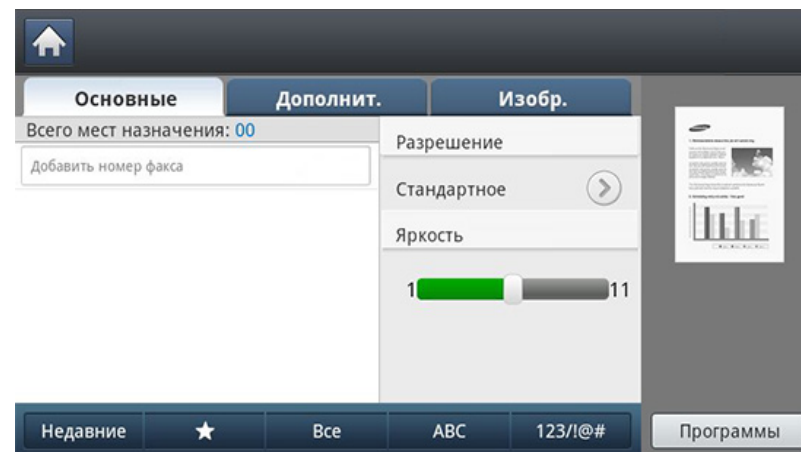 Основные
Дополнит.
Изобр.
Всего мест назначения: 00
Добавить номер факса
Разрешение
Стандартное
Яркость
1
11
Недавние
★
Все
ABC
123/!@#
Программы